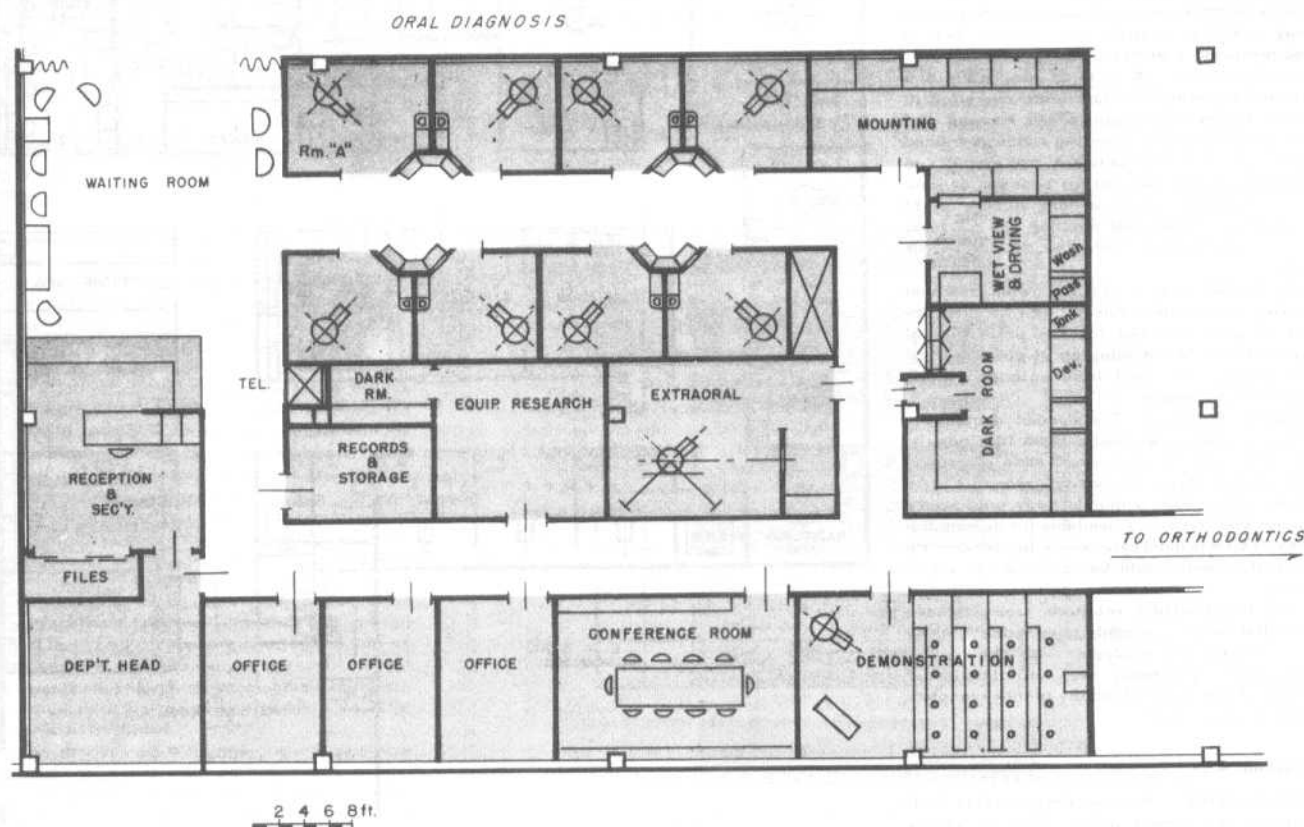 ORAL DIAGNOSIS
MOUNTING
Rm. "A"
WAITING ROOM
WET VIEW
& DRYING
Wash
Pass
Tank
Dev.
DARK ROOM
TEL.
DARK
RM.
EQUIP. RESEARCH
EXTRAORAL
RECORDS
&
STORAGE
RECEPTION
&
SEC'Y.
TO ORTHODONTICS
FILES
DEP'T. HEAD
OFFICE
OFFICE
OFFICE
CONFERENCE ROOM
DEMONSTRATION
2 4 6 8 ft.